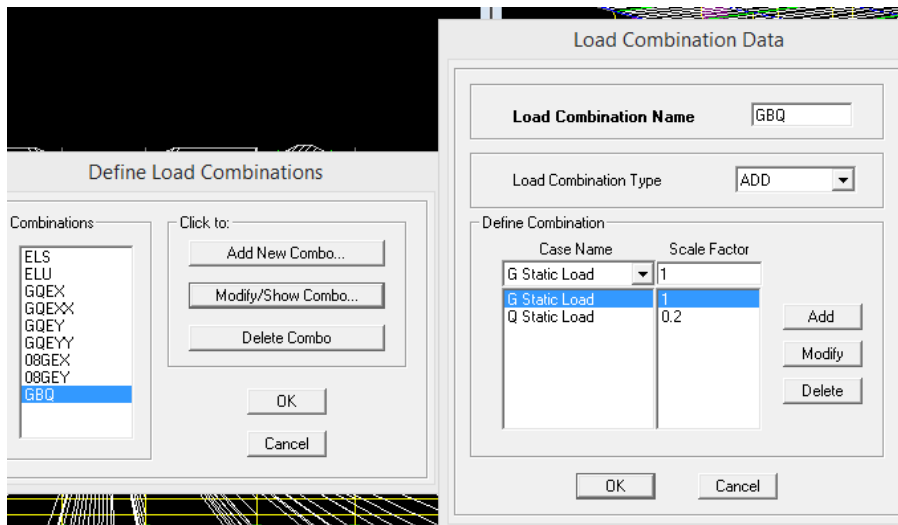 Load Combination Data
Load Combination Name GBQ
Define Load Combinations
Load Combination Type ADD
Combinations
Click to:
Define Combination
ELS
ELU
GQEX
GQEXX
GQEY
GQEYY
08GEX
08GEY
GBQ
Add New Combo...
Modify/Show Combo...
Delete Combo
OK
Cancel
Case Name Scale Factor
G Static Load 1
G Static Load 1
Q Static Load 0.2
Add
Modify
Delete
OK Cancel